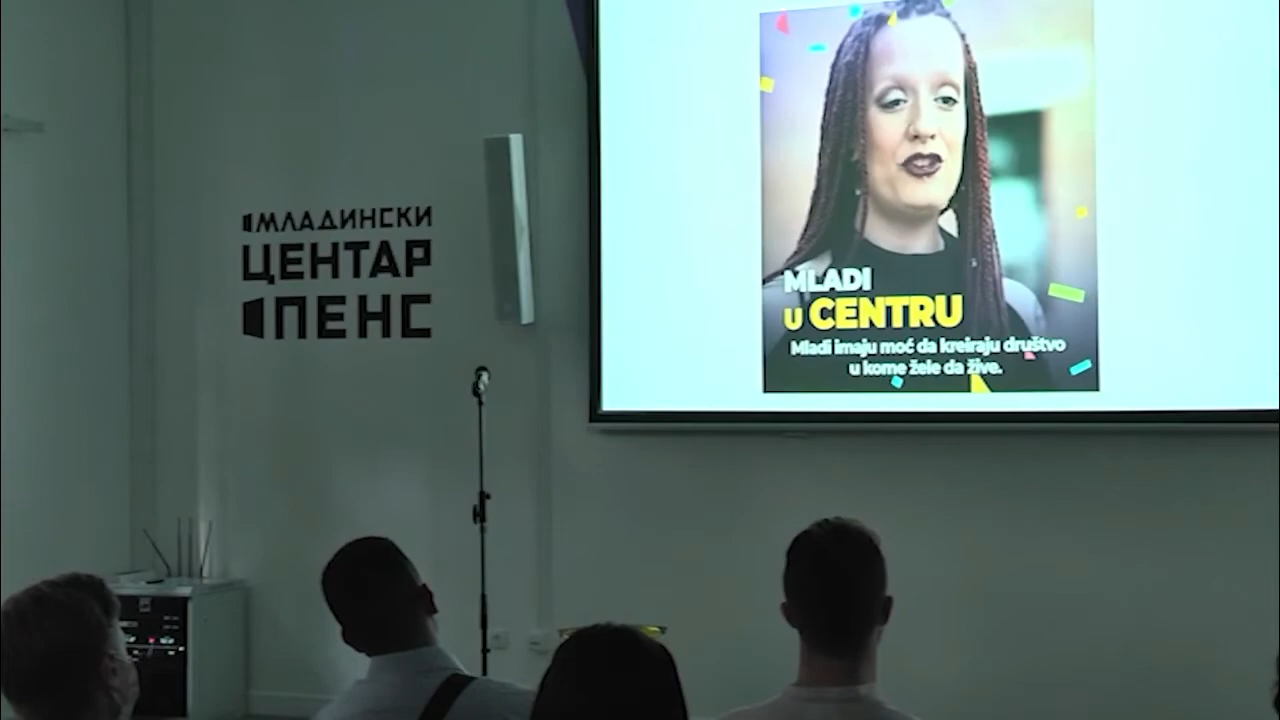 МЛАДИНСКИ
ЦЕНТАР
ПЕНС
MLADI
U CENTRU
Mladi imaju moć da kreiraju društvo
u kome žele da žive.